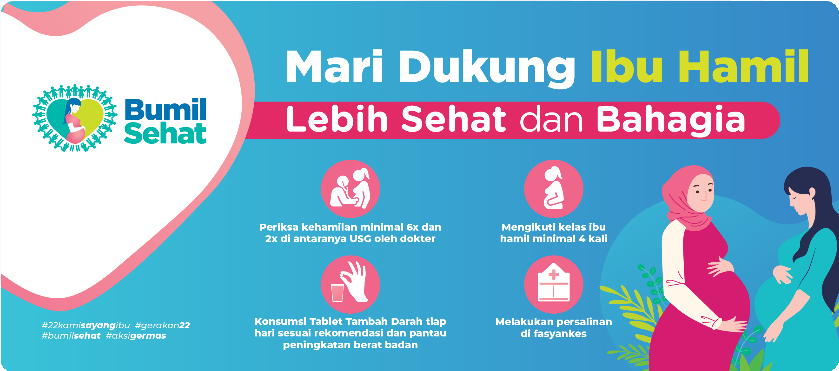 Bumil
Sehat
Mari Dukung Ibu Hamil
Lebih Sehat dan Bahagia
Periksa kehamilan minimal 6x dan
2x di antaranya USG oleh dokter
Mengikuti kelas ibu
hamil minimal 4 kali
Konsumsi Tablet Tambah Darah tiap
hari sesuai rekomendasi dan pantau
peningkatan berat badan
Melakukan persalinan
di fasyankes
#22kamisayangibu #gerakan22
#bumilsehat #aksigermas